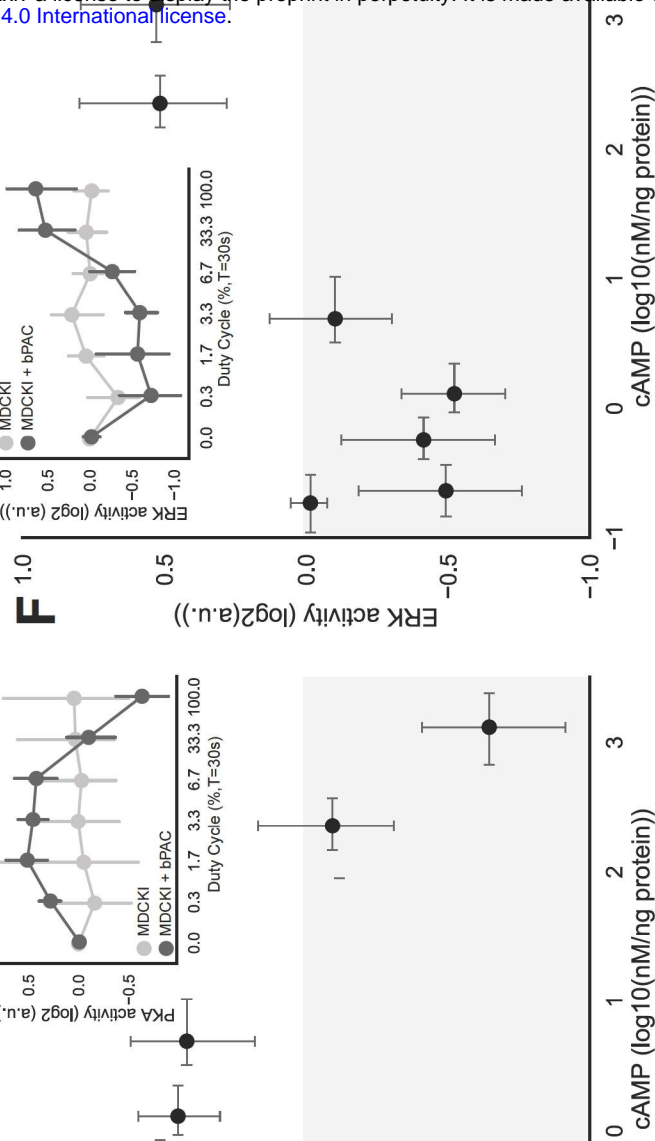 4.0 International license.
F
1.0
0.5
0.0
−0.5
−1.0
ERK activity (log2(a.u.))
−1
0
1
2
3
cAMP (log10(nM/ng protein))
MDCKI
MDCKI + bPAC
1.0
0.5
0.0
−0.5
−1.0
ERK activity (log2 (a.u.))
0.0 0.3 1.7 3.3 6.7 33.3 100.0
Duty Cycle (%,T=30s)
0.5
0.0
−0.5
PKA activity (log2 (a.u.
MDCKI
MDCKI + bPAC
0.0 0.3 1.7 3.3 6.7 33.3 100.0
Duty Cycle (%,T=30s)
0
1
2
3
cAMP (log10(nM/ng protein))